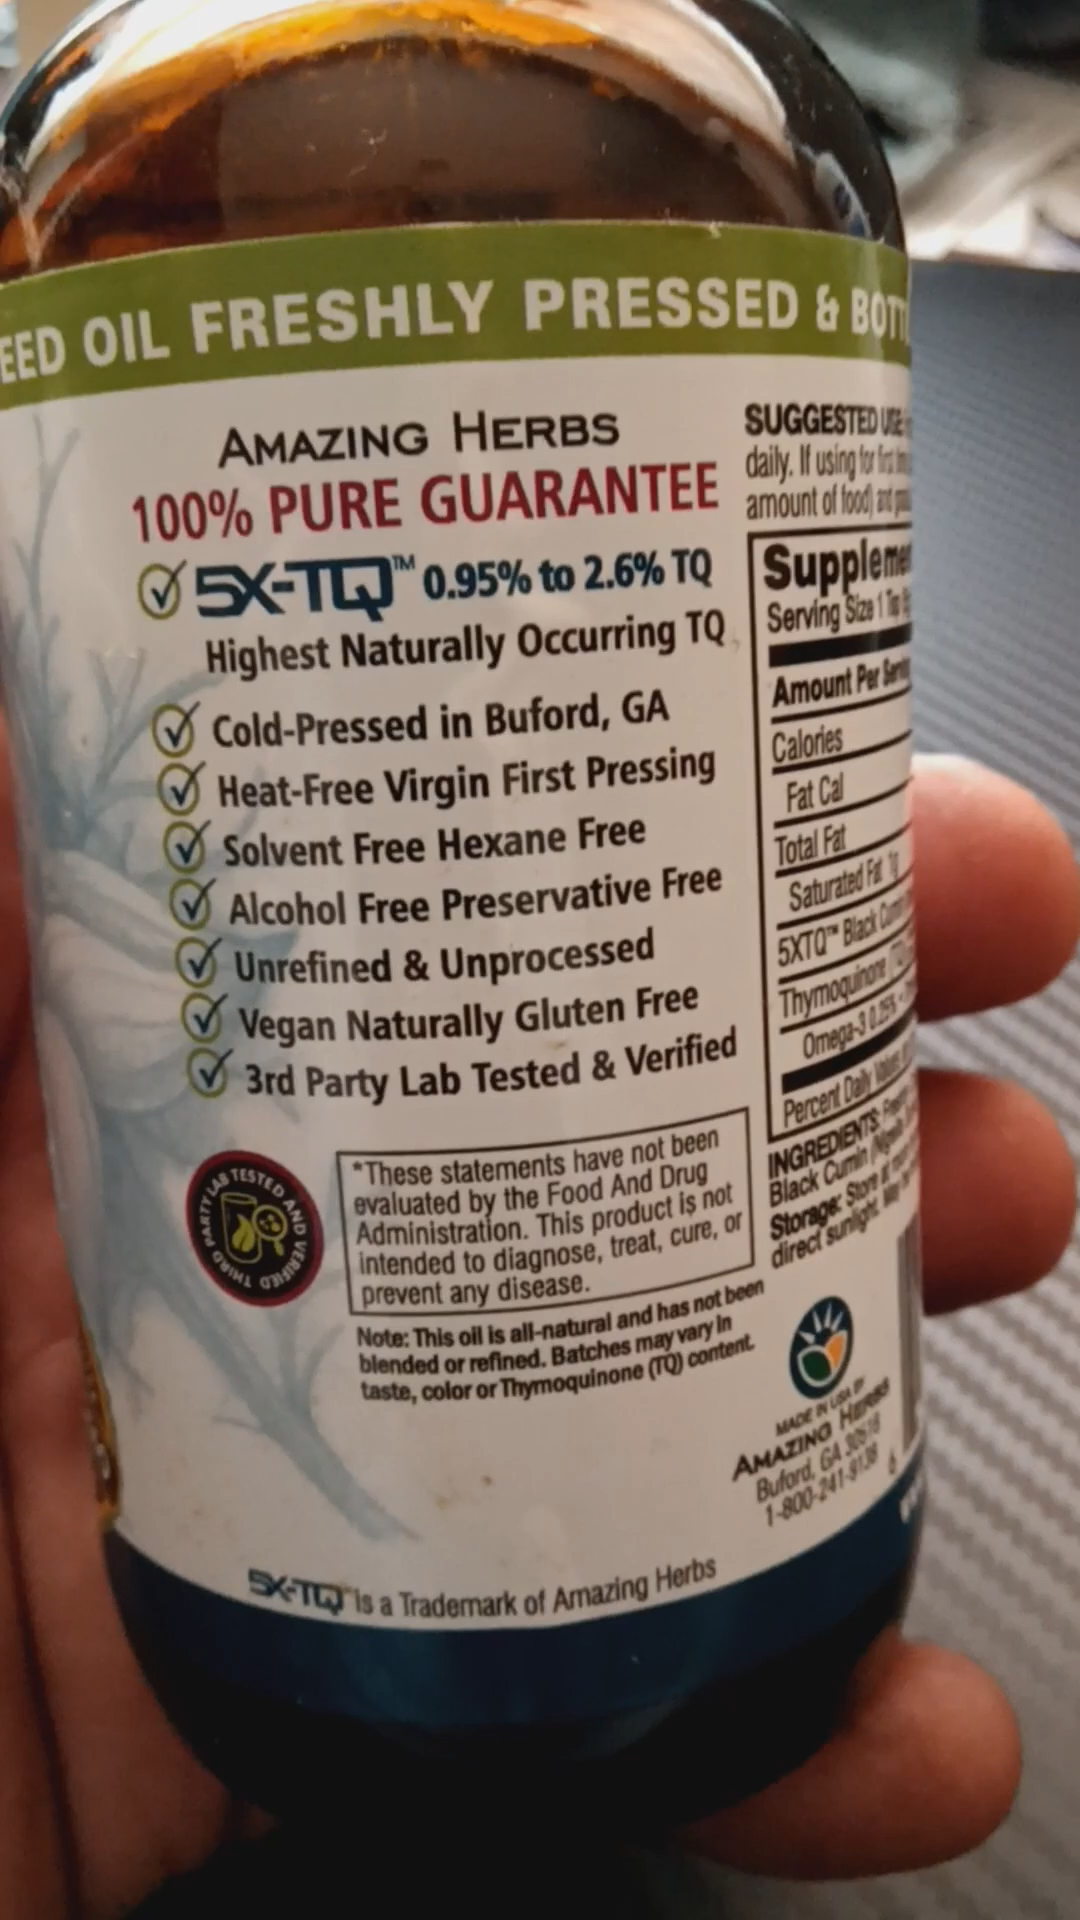 EED OIL FRESHLY PRESSED & BOT
AMAZING HERBS
100% PURE GUARANTEE
5X-TQ™ 0.95% to 2.6% TQ
Highest Naturally Occurring TQ
Cold-Pressed in Buford, GA
Heat-Free Virgin First Pressing
Solvent Free Hexane Free
Alcohol Free Preservative Free
Unrefined & Unprocessed
Vegan Naturally Gluten Free
3rd Party Lab Tested & Verified
THIRD PARTY LAB TESTED AND VERIFIED
*These statements have not been
evaluated by the Food And Drug
Administration. This product is not
intended to diagnose, treat, cure, or
prevent any disease.
Note: This oil is all-natural and has not been
blended or refined. Batches may vary in
taste, color or Thymoquinone (TQ) content.
5X-TQ™ Is a Trademark of Amazing Herbs
SUGGESTED
daily. If using for
amount of food)
Suppleme
Serving Size 1
Amount Per
Calories
Fat Cal
Total Fat
Saturated Fat 1g
5XTQ™ Black
Thymoquinone
Omega-3
Percent Daily
INGREDIENTS:
Black Cumin
Storage: Store
direct sunlight.
MADE IN USA BY
AMAZING HERBS
Buford, GA 30518
1-800-241-9138
6